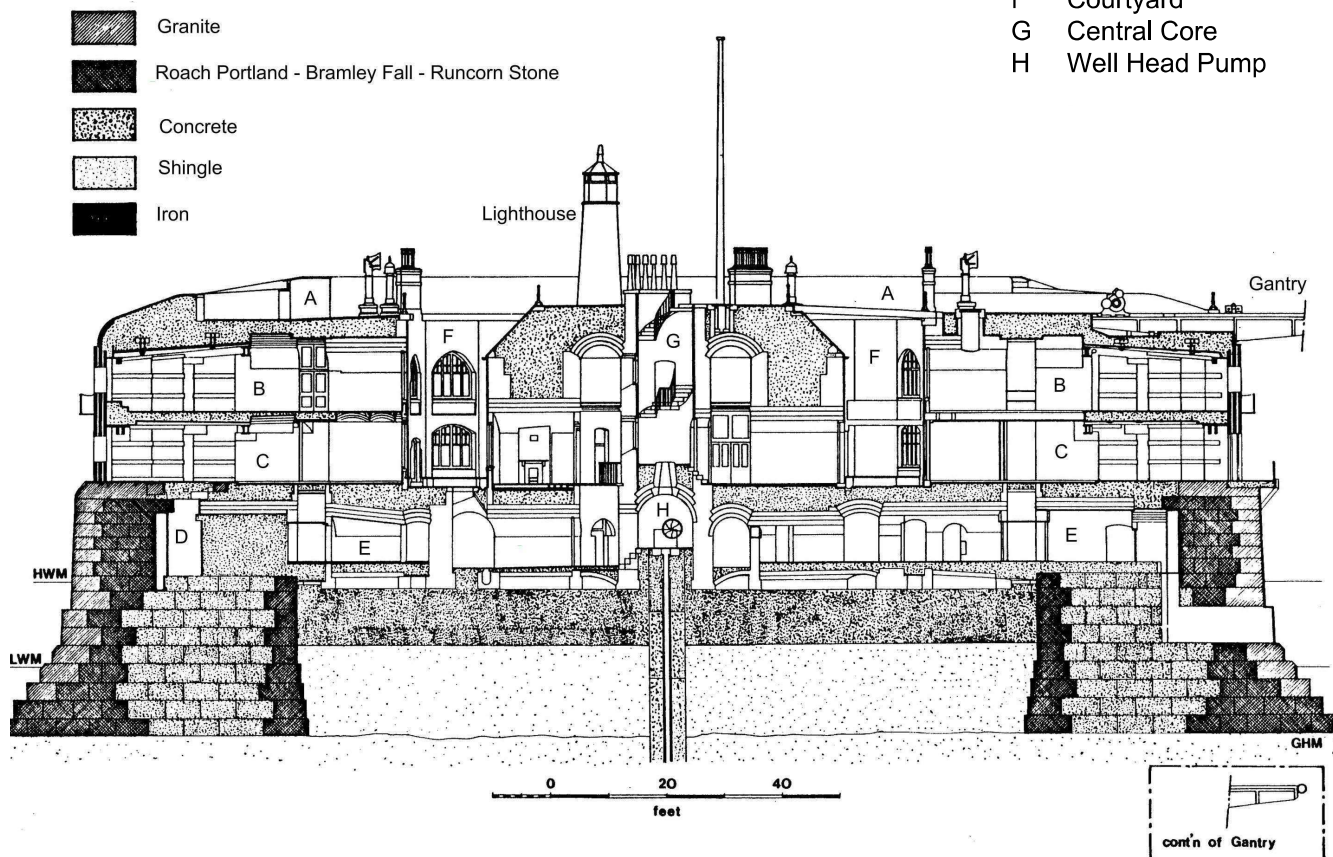 Granite
Roach Portland - Bramley Fall - Runcorn Stone
Concrete
Shingle
Iron
F Courtyard
G Central Core
H Well Head Pump
Lighthouse
Gantry
A
A
F
G
F
B
B
C
C
D
E
H
E
HWM
LWM
GHM
0 20 40
feet
cont'n of Gantry